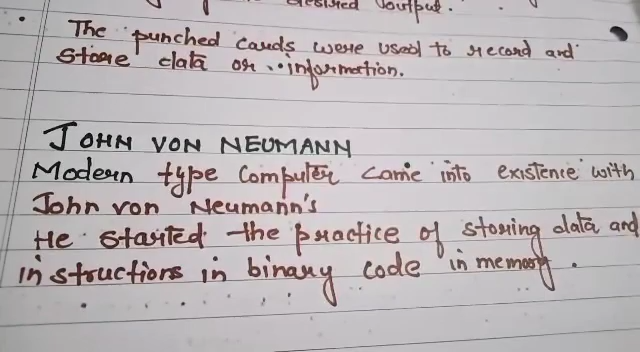 desired output.
The punched cards were used to record and
store data or information.
JOHN VON NEUMANN
Modern type computer came into existence with
John von Neumann's
He started the practice of storing data and
instructions in binary code in memory.